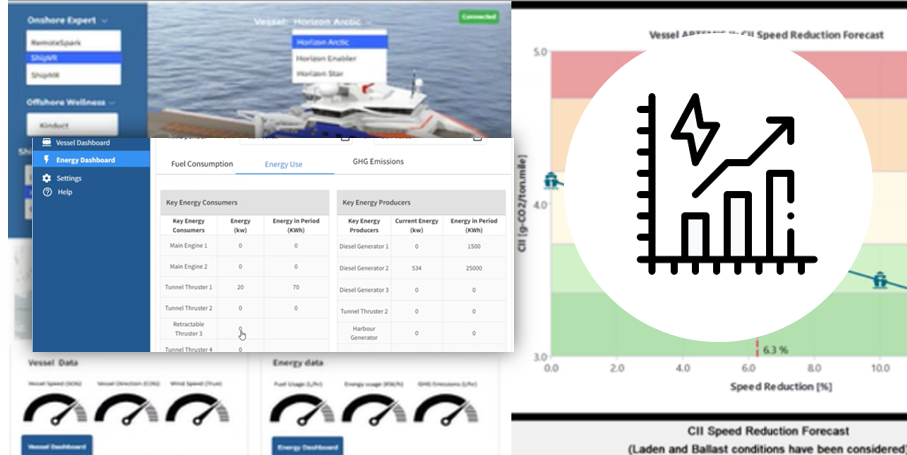 Onshore Expert
RemoteSpark
ShipVR
ShipVR
Offshore Wellness
Kinduct
Vessel: Horizon Arctic
Horizon Arctic
Horizon Enabler
Horizon Star
Connected
Vessel Dashboard
Energy Dashboard
Settings
Help
Fuel Consumption
Energy Use
GHG Emissions
Key Energy Consumers
Key Energy Consumers Energy (kw) Energy in Period (KWh)
Main Engine 1 0 0
Main Engine 2 0 0
Tunnel Thruster 1 20 70
Tunnel Thruster 2 0 0
Retractable Thruster 3 0
Tunnel Thruster 4 0
Key Energy Producers
Key Energy Producers Current Energy (kw) Energy in Period (KWh)
Diesel Generator 1 0 1500
Diesel Generator 2 534 25000
Diesel Generator 3 0 0
Tunnel Thruster 2 0 0
Harbour Generator 0 0
Vessel Data
Vessel Speed (SOG)
Vessel Direction (COG)
Wind Speed (True)
Vessel Dashboard
Energy data
Fuel Usage (L/hr)
Energy usage (KW/h)
GHG Emissions (L/hr)
Energy Dashboard
Vessel
CII Speed Reduction Forecast
CII [g-CO2/ton.mile]
5.0
4.0
3.0
0.0 2.0 4.0 6.0 8.0 10.0
6.3 %
Speed Reduction [%]
CII Speed Reduction Forecast
(Laden and Ballast conditions have been considered)